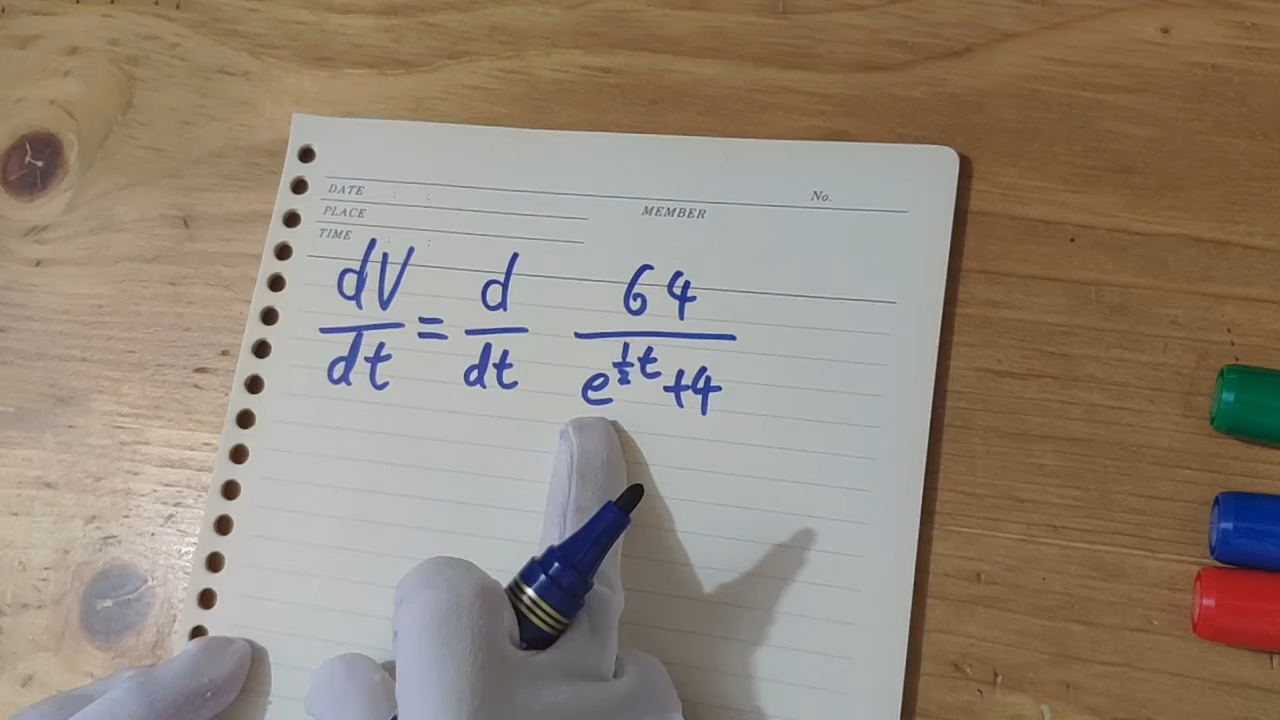 DATE : : No.
PLACE MEMBER
TIME : :
dV/dt = d/dt 64/(e^{1/2 t}+4)